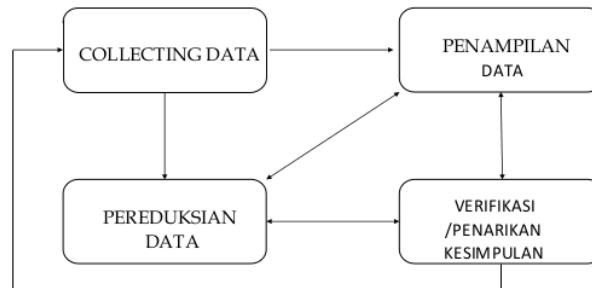 COLLECTING DATA
PENAMPILAN
DATA
PEREDUKSIAN
DATA
VERIFIKASI
/PENARIKAN
KESIMPULAN